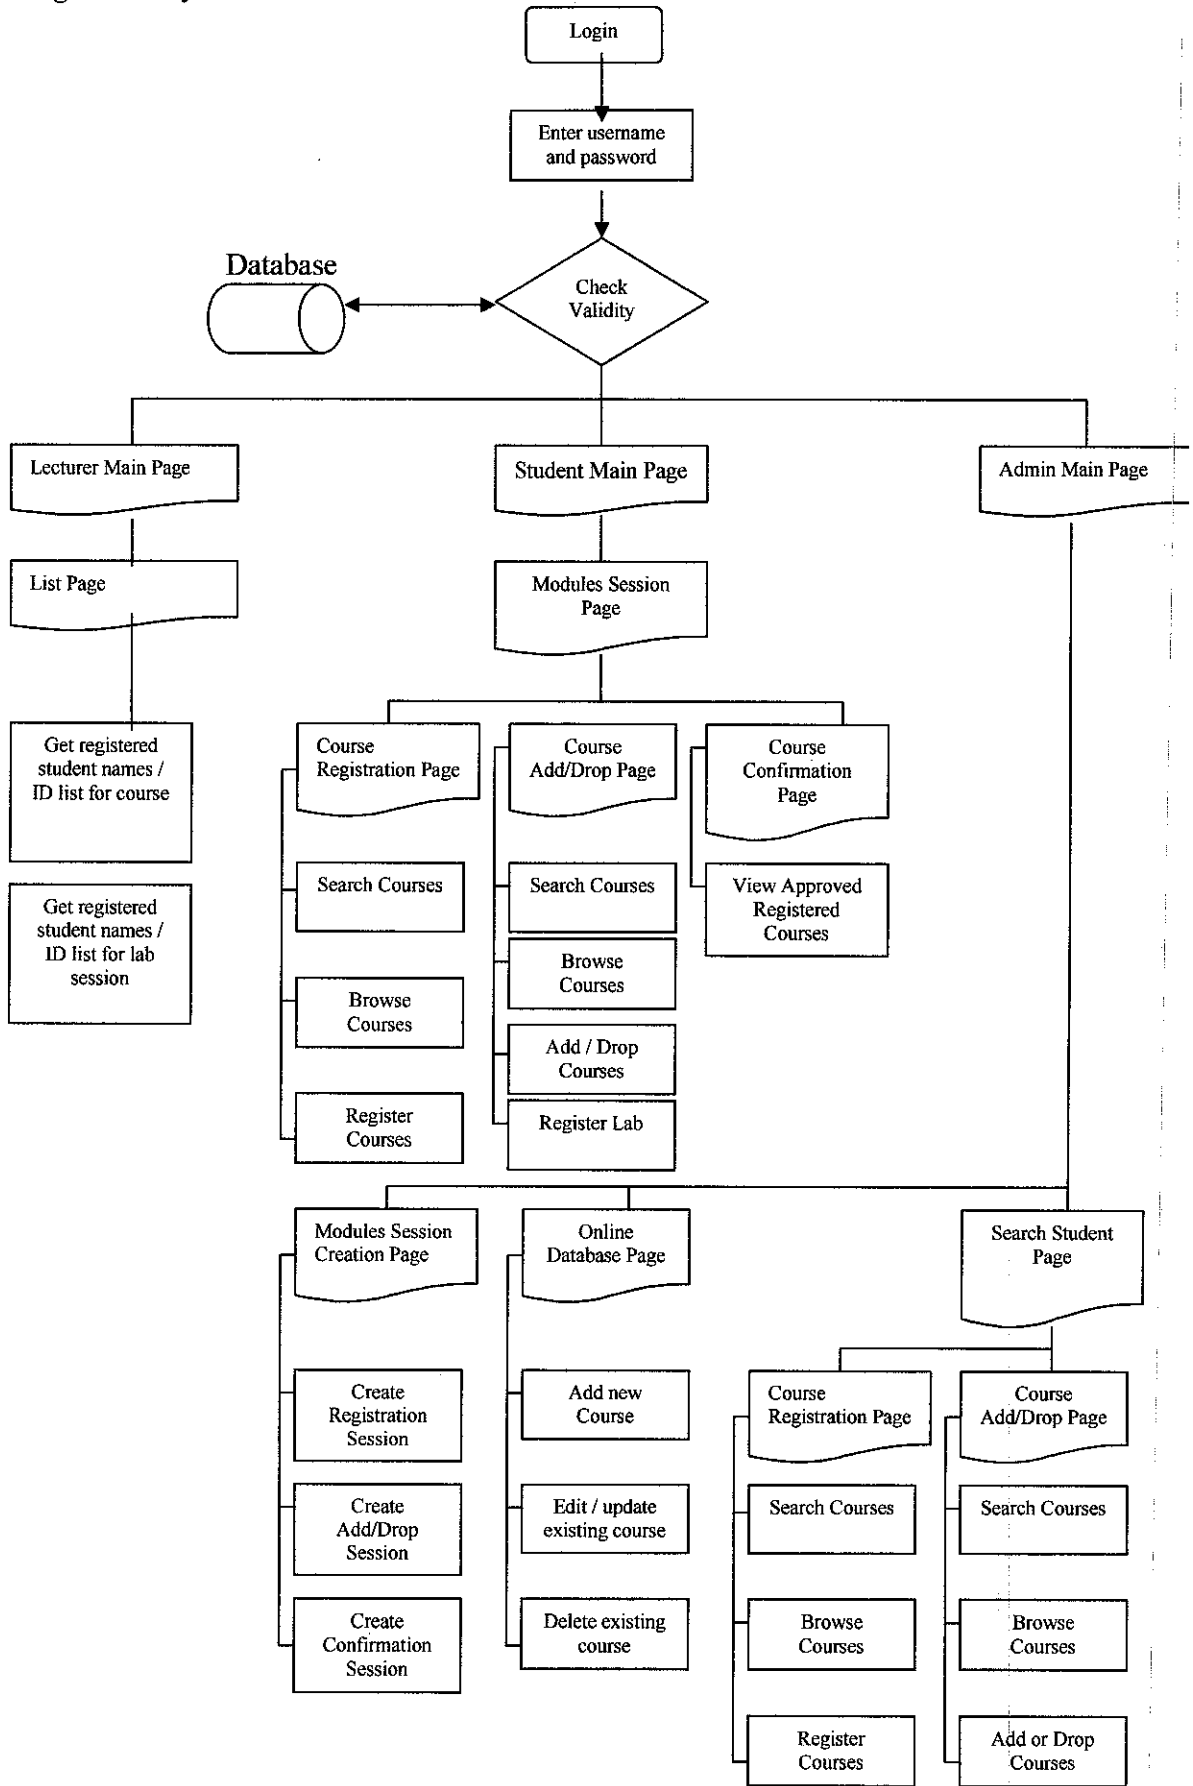 Login
Enter username
and password
Database
Check
Validity
Lecturer Main Page
Student Main Page
Admin Main Page
List Page
Modules Session
Page
Get registered
student names /
ID list for course
Course
Registration Page
Course
Add/Drop Page
Course
Confirmation
Page
Search Courses
Search Courses
View Approved
Registered
Courses
Get registered
student names /
ID list for lab
session
Browse
Courses
Browse
Courses
Add / Drop
Courses
Register
Courses
Register Lab
Modules Session
Creation Page
Online
Database Page
Search Student
Page
Create
Registration
Session
Add new
Course
Course
Registration Page
Course
Add/Drop Page
Create
Add/Drop
Session
Edit / update
existing course
Search Courses
Search Courses
Create
Confirmation
Session
Delete existing
course
Browse
Courses
Browse
Courses
Register
Courses
Add or Drop
Courses